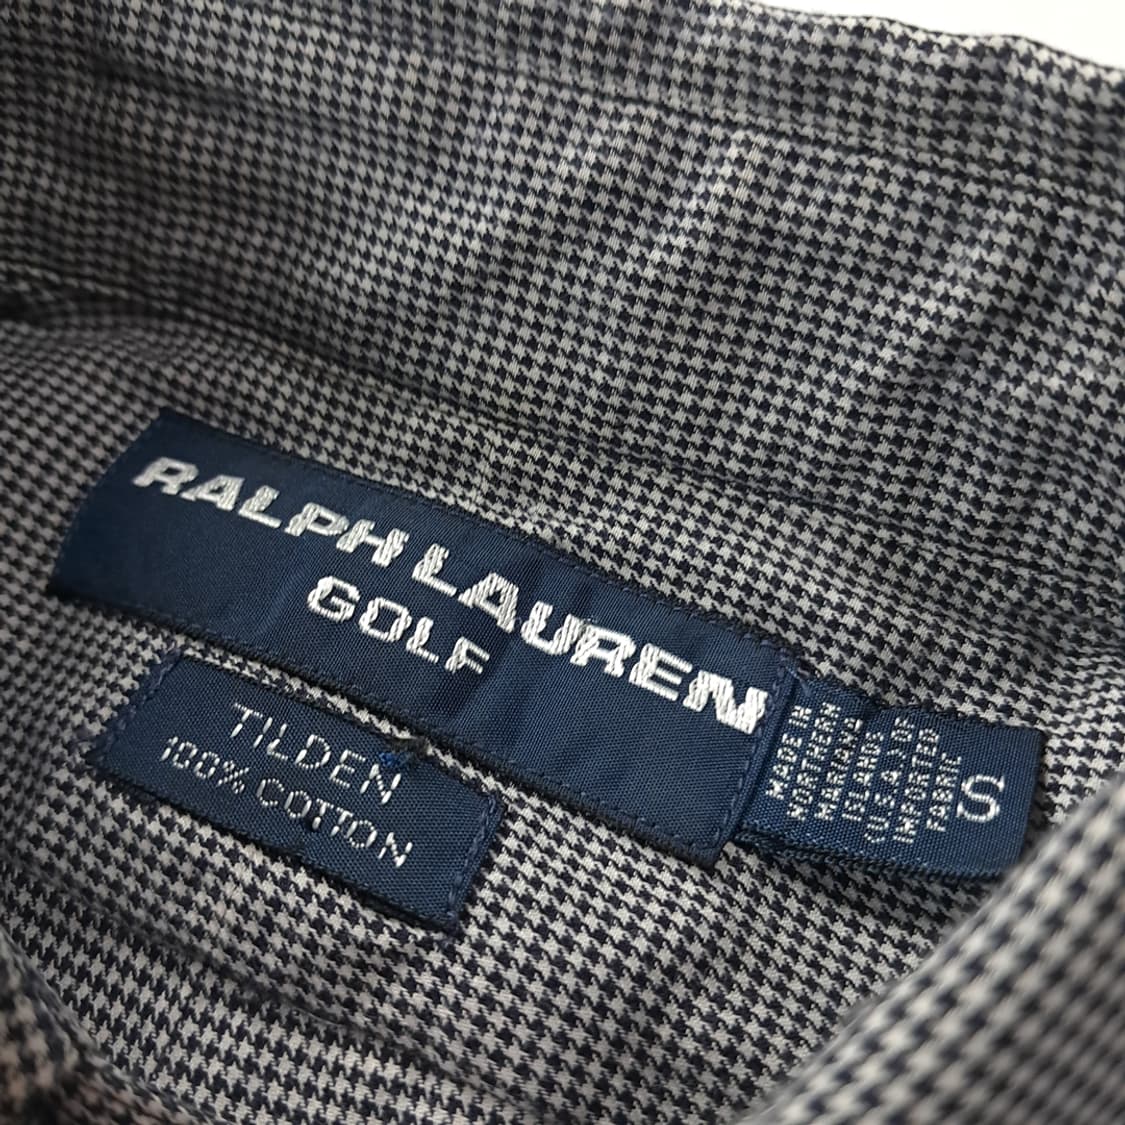 RALPH LAUREN
GOLF
TILDEN
100% COTTON
MADE IN
NORTHERN
MARIANA
ISLANDS
(U.S.A.) OF
IMPORTED
FABRIC
S